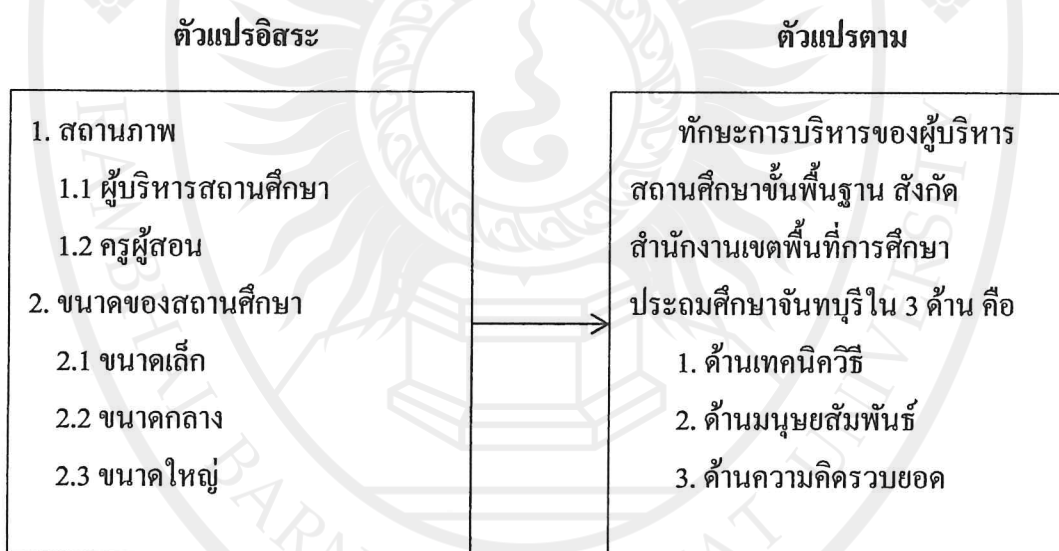 ตัวแปรอิสระ
ตัวแปรตาม
1. สถานภาพ
1.1 ผู้บริหารสถานศึกษา
1.2 ครูผู้สอน
2. ขนาดของสถานศึกษา
2.1 ขนาดเล็ก
2.2 ขนาดกลาง
2.3 ขนาดใหญ่
ทักษะการบริหารของผู้บริหาร
สถานศึกษาขั้นพื้นฐาน สังกัด
สำนักงานเขตพื้นที่การศึกษา
ประถมศึกษาจันทบุรีใน 3 ด้าน คือ
1. ด้านเทคนิควิธี
2. ด้านมนุษยสัมพันธ์
3. ด้านความคิดรวบยอด